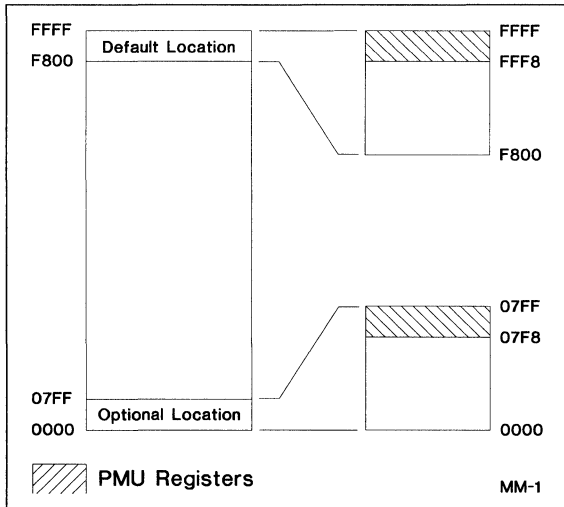 FFFF
Default Location
F800
FFFF
FFF8
F800
07FF
07F8
07FF
Optional Location
0000
0000
PMU Registers
MM-1